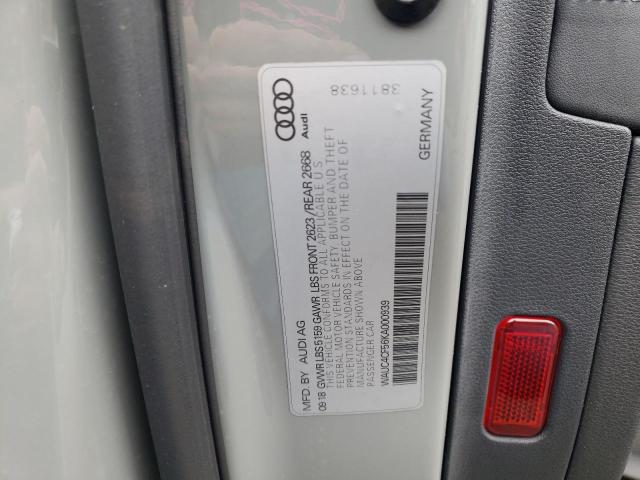 MFD. BY AUDI AG
09.18 GVWR LBS 5159 GAWR LBS FRONT 2623 / REAR 2668
THIS VEHICLE CONFORMS TO ALL APPLICABLE U S
FEDERAL MOTOR VEHICLE SAFETY, BUMPER AND THEFT
PREVENTION STANDARDS IN EFFECT ON THE DATE OF
MANUFACTURE SHOWN ABOVE
PASSENGER CAR
WAUC4CF56KA000939
Audi
3811638
GERMANY